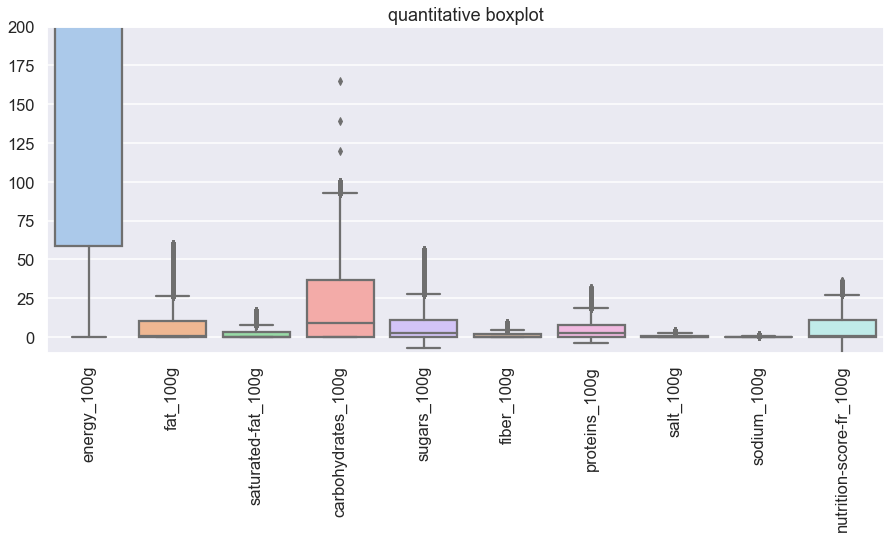 quantitative boxplot
200
175
150
125
100
75
50
25
0
energy_100g
fat_100g
saturated-fat_100g
carbohydrates_100g
sugars_100g
fiber_100g
proteins_100g
salt_100g
sodium_100g
nutrition-score-fr_100g